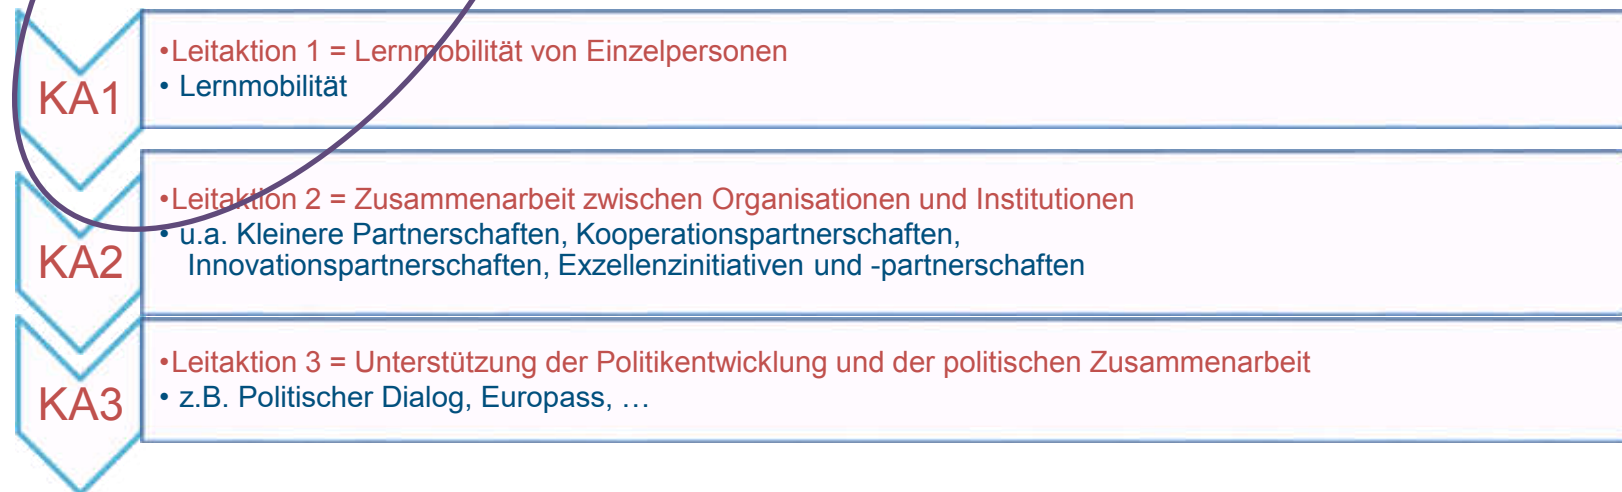 KA1
•Leitaktion 1 = Lernmobilität von Einzelpersonen
• Lernmobilität
KA2
•Leitaktion 2 = Zusammenarbeit zwischen Organisationen und Institutionen
• u.a. Kleinere Partnerschaften, Kooperationspartnerschaften,
Innovationspartnerschaften, Exzellenzinitiativen und -partnerschaften
KA3
•Leitaktion 3 = Unterstützung der Politikentwicklung und der politischen Zusammenarbeit
• z.B. Politischer Dialog, Europass, …